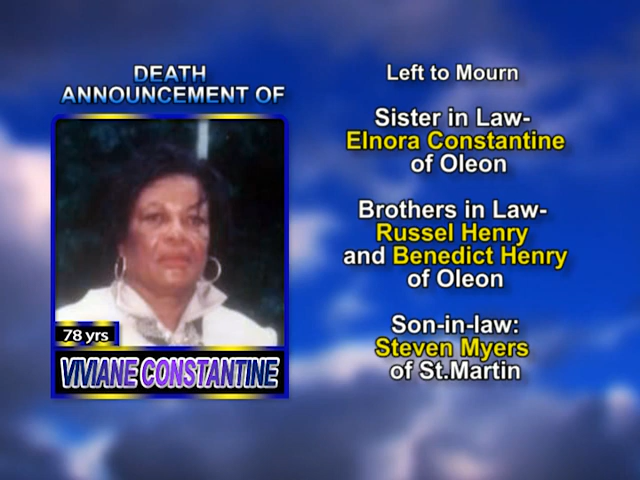 DEATH
ANNOUNCEMENT OF
78 yrs
VIVIANE CONSTANTINE
Left to Mourn
Sister in Law-
Elnora Constantine
of Oleon
Brothers in Law-
Russel Henry
and Benedict Henry
of Oleon
Son-in-law:
Steven Myers
of St.Martin